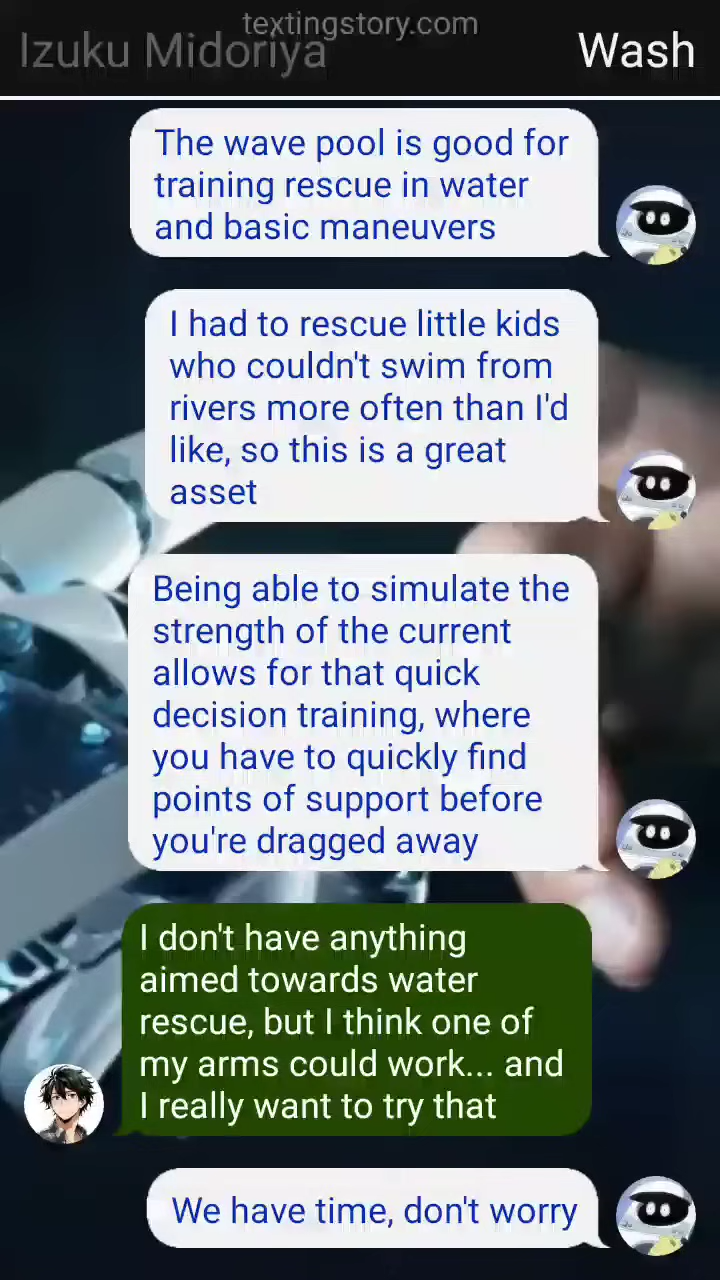 textingstory.com
Izuku Midoriya
Wash
The wave pool is good for
training rescue in water
and basic maneuvers
I had to rescue little kids
who couldn't swim from
rivers more often than I'd
like, so this is a great
asset
Being able to simulate the
strength of the current
allows for that quick
decision training, where
you have to quickly find
points of support before
you're dragged away
I don't have anything
aimed towards water
rescue, but I think one of
my arms could work... and
I really want to try that
We have time, don't worry